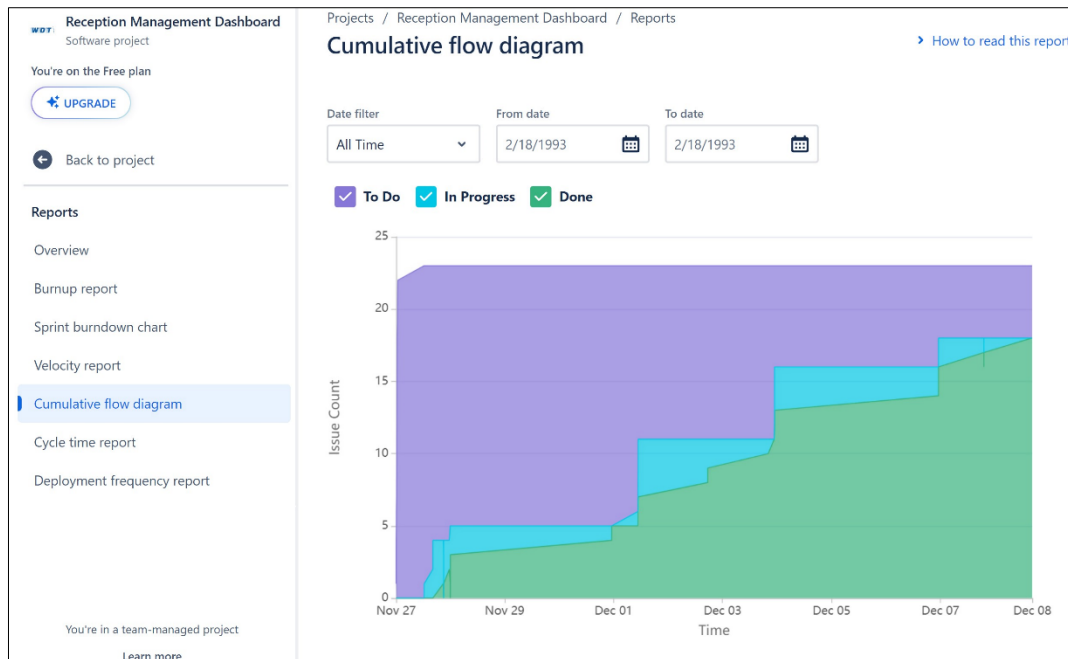 WDT
Reception Management Dashboard
Software project
You're on the Free plan
UPGRADE
Back to project
Reports
Overview
Burnup report
Sprint burndown chart
Velocity report
Cumulative flow diagram
Cycle time report
Deployment frequency report
You're in a team-managed project
Learn more
Projects / Reception Management Dashboard / Reports
Cumulative flow diagram
How to read this report
Date filter
From date
To date
All Time
2/18/1993
2/18/1993
To Do
In Progress
Done
25
20
15
10
5
0
Issue Count
Nov 27
Nov 29
Dec 01
Dec 03
Dec 05
Dec 07
Dec 08
Time